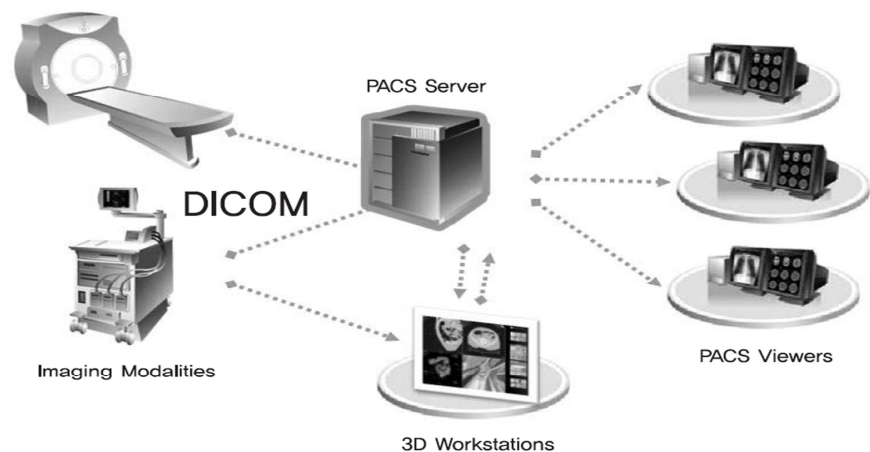 PACS Server
DICOM
Imaging Modalities
PACS Viewers
3D Workstations